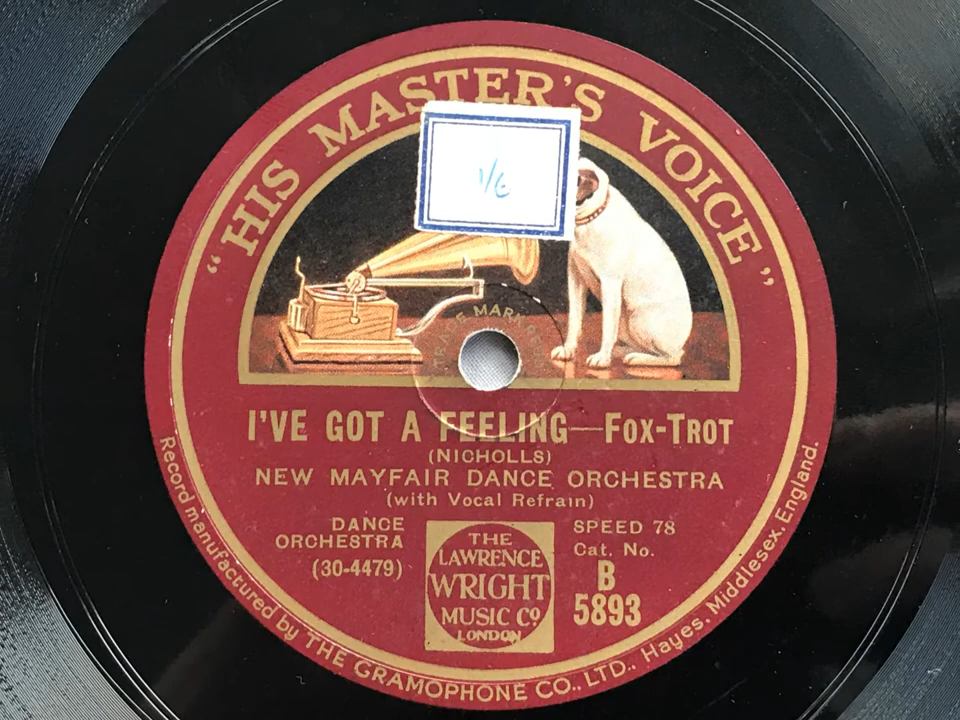 "HIS MASTER'S VOICE"
1/6
TRADE MARK
I'VE GOT A FEELING—FOX-TROT
(NICHOLLS)
NEW MAYFAIR DANCE ORCHESTRA
(with Vocal Refrain)
DANCE
ORCHESTRA
(30-4479)
THE
LAWRENCE
WRIGHT
MUSIC CO
LONDON
SPEED 78
Cat. No.
B
5893
Record manufactured by THE GRAMOPHONE CO., LTD., Hayes, Middlesex, England.